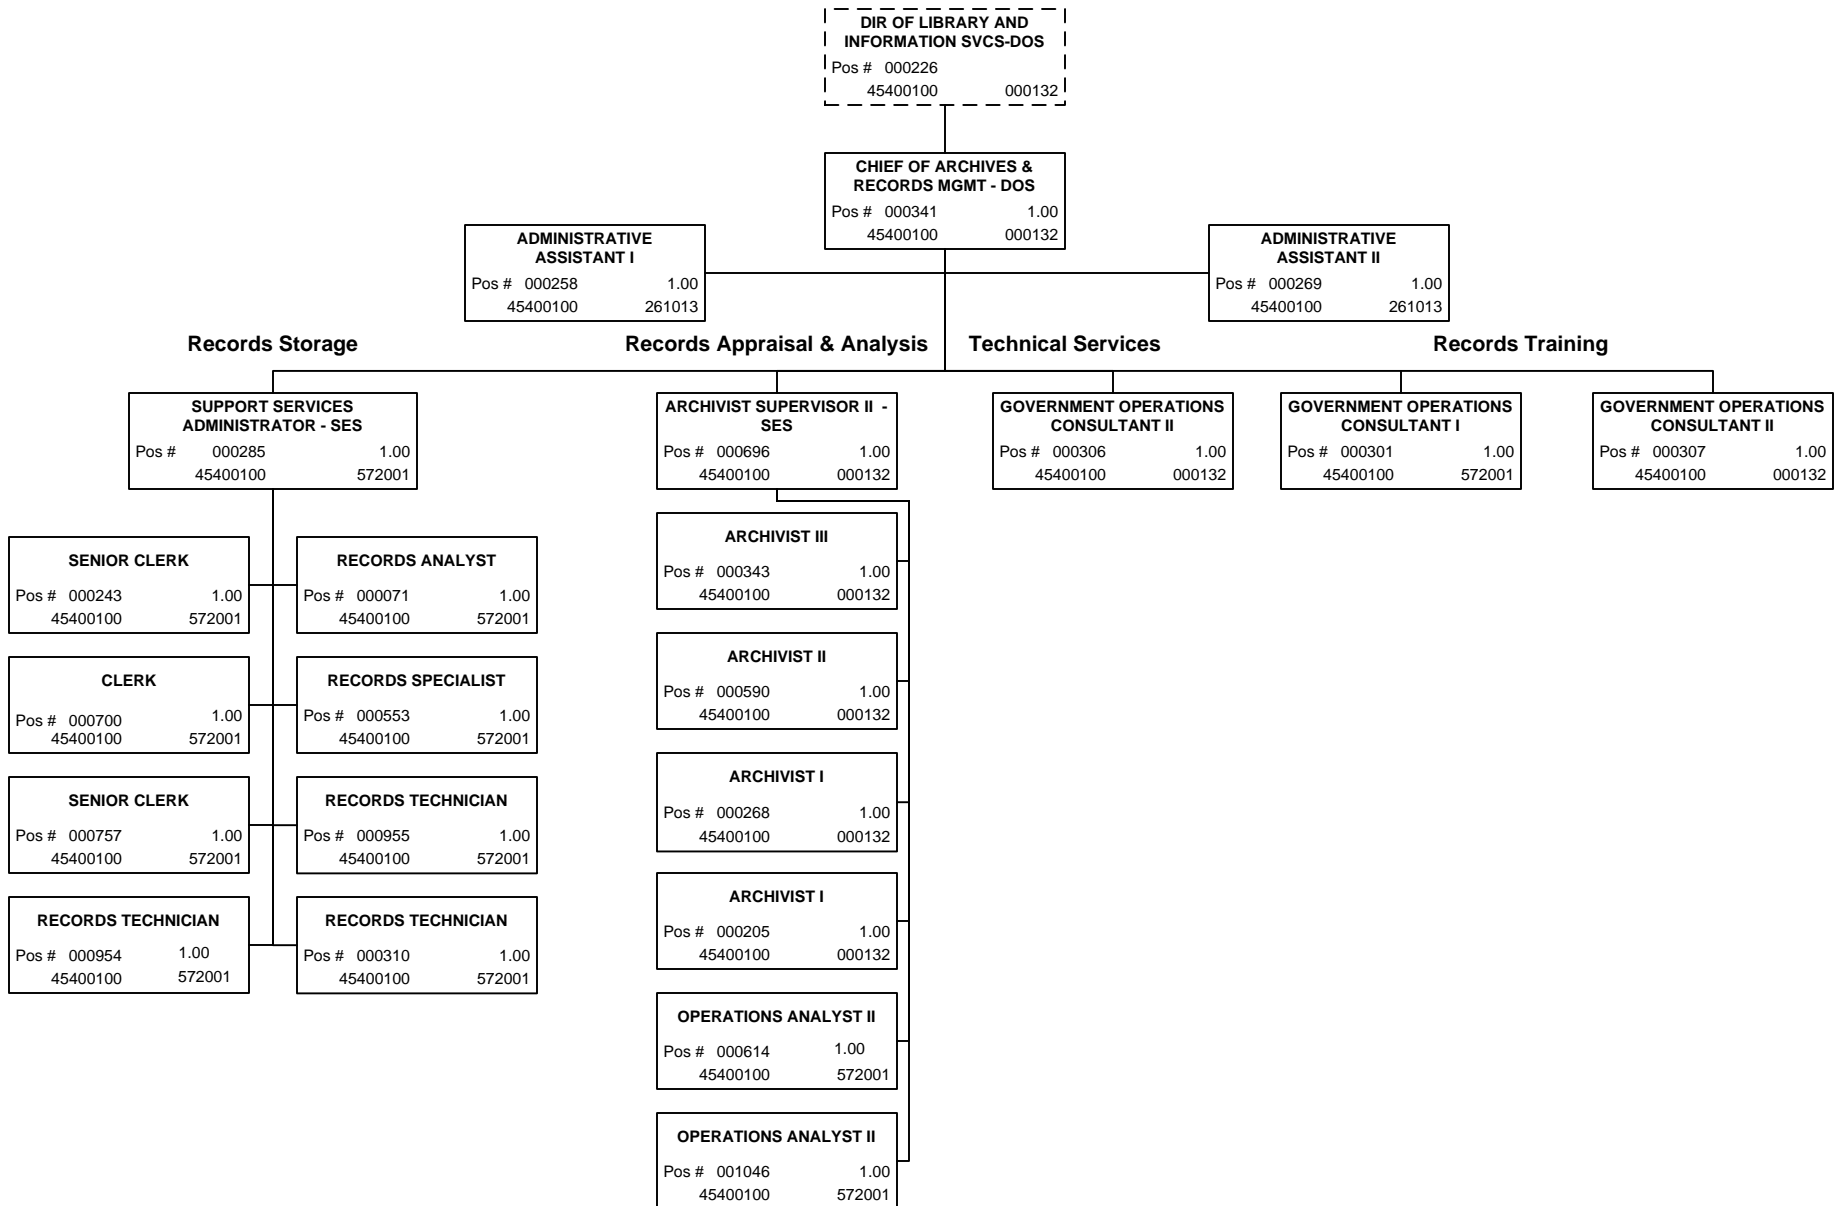 DIR OF LIBRARY AND
INFORMATION SVCS-DOS
Pos # 000226
45400100 000132
CHIEF OF ARCHIVES &
RECORDS MGMT - DOS
Pos # 000341 1.00
45400100 000132
ADMINISTRATIVE
ASSISTANT I
Pos # 000258 1.00
45400100 261013
ADMINISTRATIVE
ASSISTANT II
Pos # 000269 1.00
45400100 261013
Records Storage
Records Appraisal & Analysis
Technical Services
Records Training
SUPPORT SERVICES
ADMINISTRATOR - SES
Pos # 000285 1.00
45400100 572001
ARCHIVIST SUPERVISOR II -
SES
Pos # 000696 1.00
45400100 000132
GOVERNMENT OPERATIONS
CONSULTANT II
Pos # 000306 1.00
45400100 000132
GOVERNMENT OPERATIONS
CONSULTANT I
Pos # 000301 1.00
45400100 572001
GOVERNMENT OPERATIONS
CONSULTANT II
Pos # 000307 1.00
45400100 000132
SENIOR CLERK
Pos # 000243 1.00
45400100 572001
RECORDS ANALYST
Pos # 000071 1.00
45400100 572001
CLERK
Pos # 000700 1.00
45400100 572001
RECORDS SPECIALIST
Pos # 000553 1.00
45400100 572001
SENIOR CLERK
Pos # 000757 1.00
45400100 572001
RECORDS TECHNICIAN
Pos # 000955 1.00
45400100 572001
RECORDS TECHNICIAN
Pos # 000954 1.00
45400100 572001
RECORDS TECHNICIAN
Pos # 000310 1.00
45400100 572001
ARCHIVIST III
Pos # 000343 1.00
45400100 000132
ARCHIVIST II
Pos # 000590 1.00
45400100 000132
ARCHIVIST I
Pos # 000268 1.00
45400100 000132
ARCHIVIST I
Pos # 000205 1.00
45400100 000132
OPERATIONS ANALYST II
Pos # 000614 1.00
45400100 572001
OPERATIONS ANALYST II
Pos # 001046 1.00
45400100 572001